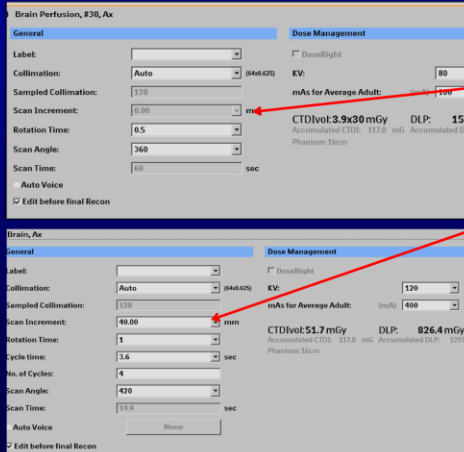 Brain Perfusion, #30, Ax
General Dose Management
Label: DoseRight
Collimation: Auto (64x0.625) KV: 80
Sampled Collimation: 128 mAs for Average Adult: (mA)
Scan Increment: 0.00
Rotation Time: 0.5 CTDIvol: 3.9x30 mGy DLP: 15
Accumulated CTDI: 117.0 mG Accumulated D
Scan Angle: 360 Phantom: 16cm
Scan Time: 60 sec
Auto Voice
Edit before final Recon
Brain, Ax
General Dose Management
Label: DoseRight
Collimation: Auto (64x0.625) KV: 120
Sampled Collimation: 128 mAs for Average Adult: (mA) 400
Scan Increment: 40.00 mm
Rotation Time: 1 CTDIvol: 51.7 mGy DLP: 826.4 mGy
Accumulated CTDI: 117.0 mG Accumulated DLP:
Cycle time: 3.6 sec Phantom: 16cm
No. of Cycles: 4
Scan Angle: 420
Scan Time: 14.4 sec
Auto Voice None
Edit before final Recon